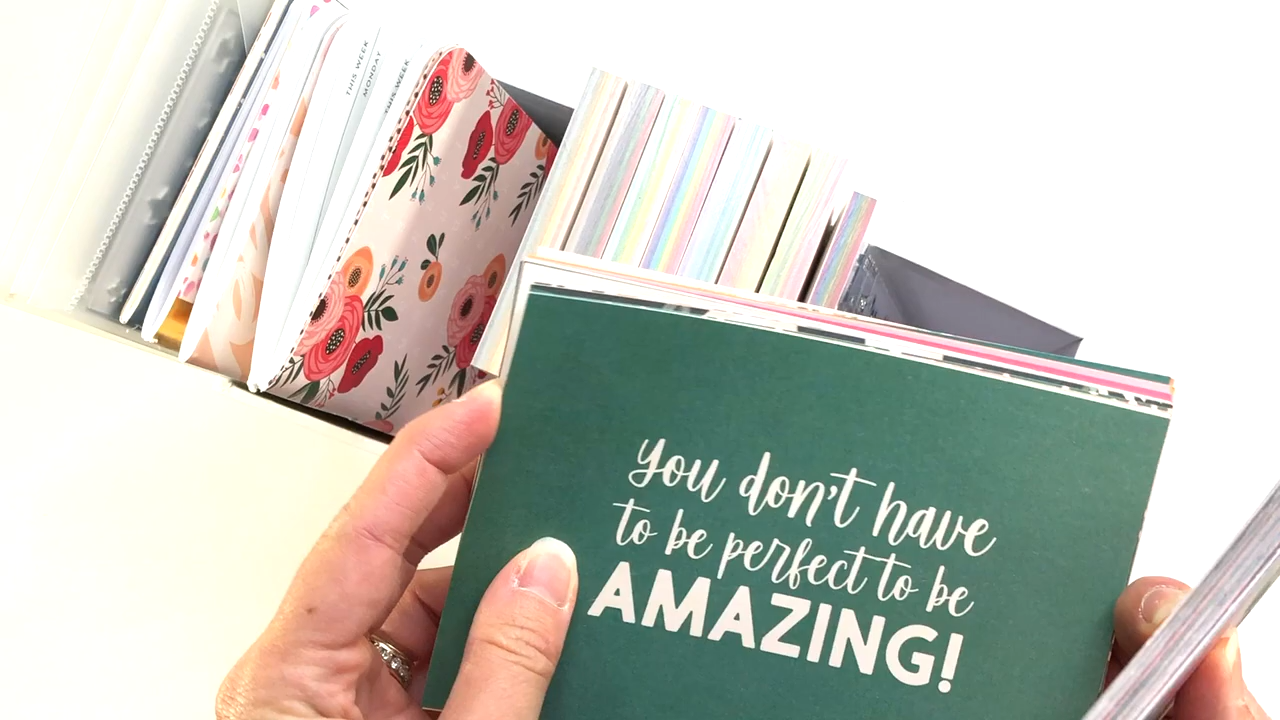 THIS WEEK
MONDAY
THIS WEEK
you don't have
to be perfect to be
AMAZING!